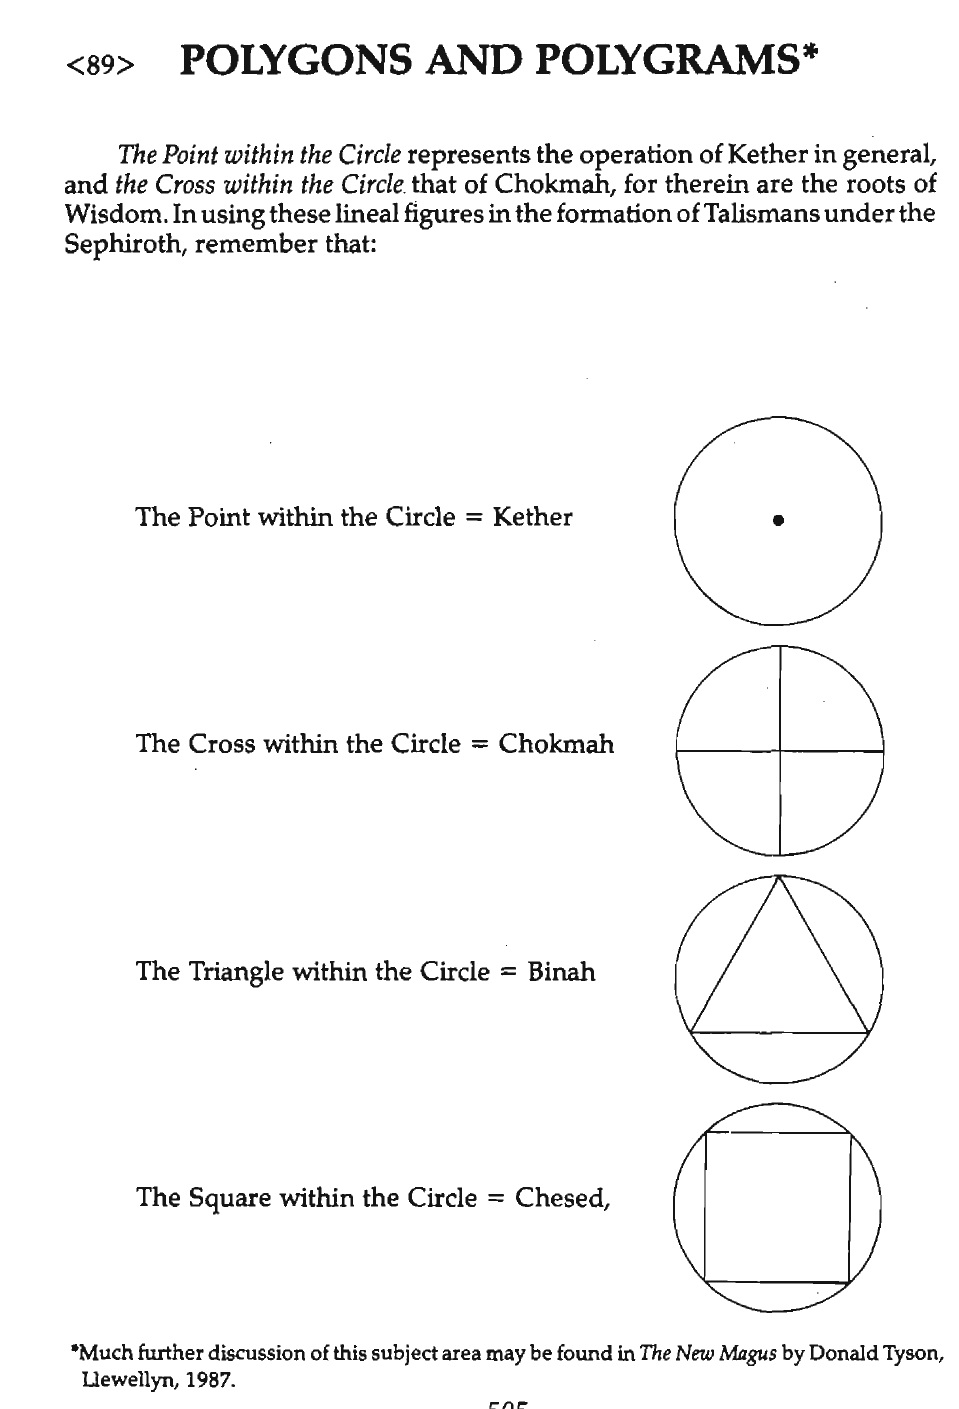 <89> POLYGONS AND POLYGRAMS*
The Point within the Circle represents the operation of Kether in general,
and the Cross within the Circle that of Chokmah, for therein are the roots of
Wisdom. In using these lineal figures in the formation of Talismans under the
Sephiroth, remember that:
The Point within the Circle = Kether
The Cross within the Circle = Chokmah
The Triangle within the Circle = Binah
The Square within the Circle = Chesed,
*Much further discussion of this subject area may be found in The New Magus by Donald Tyson,
Llewellyn, 1987.